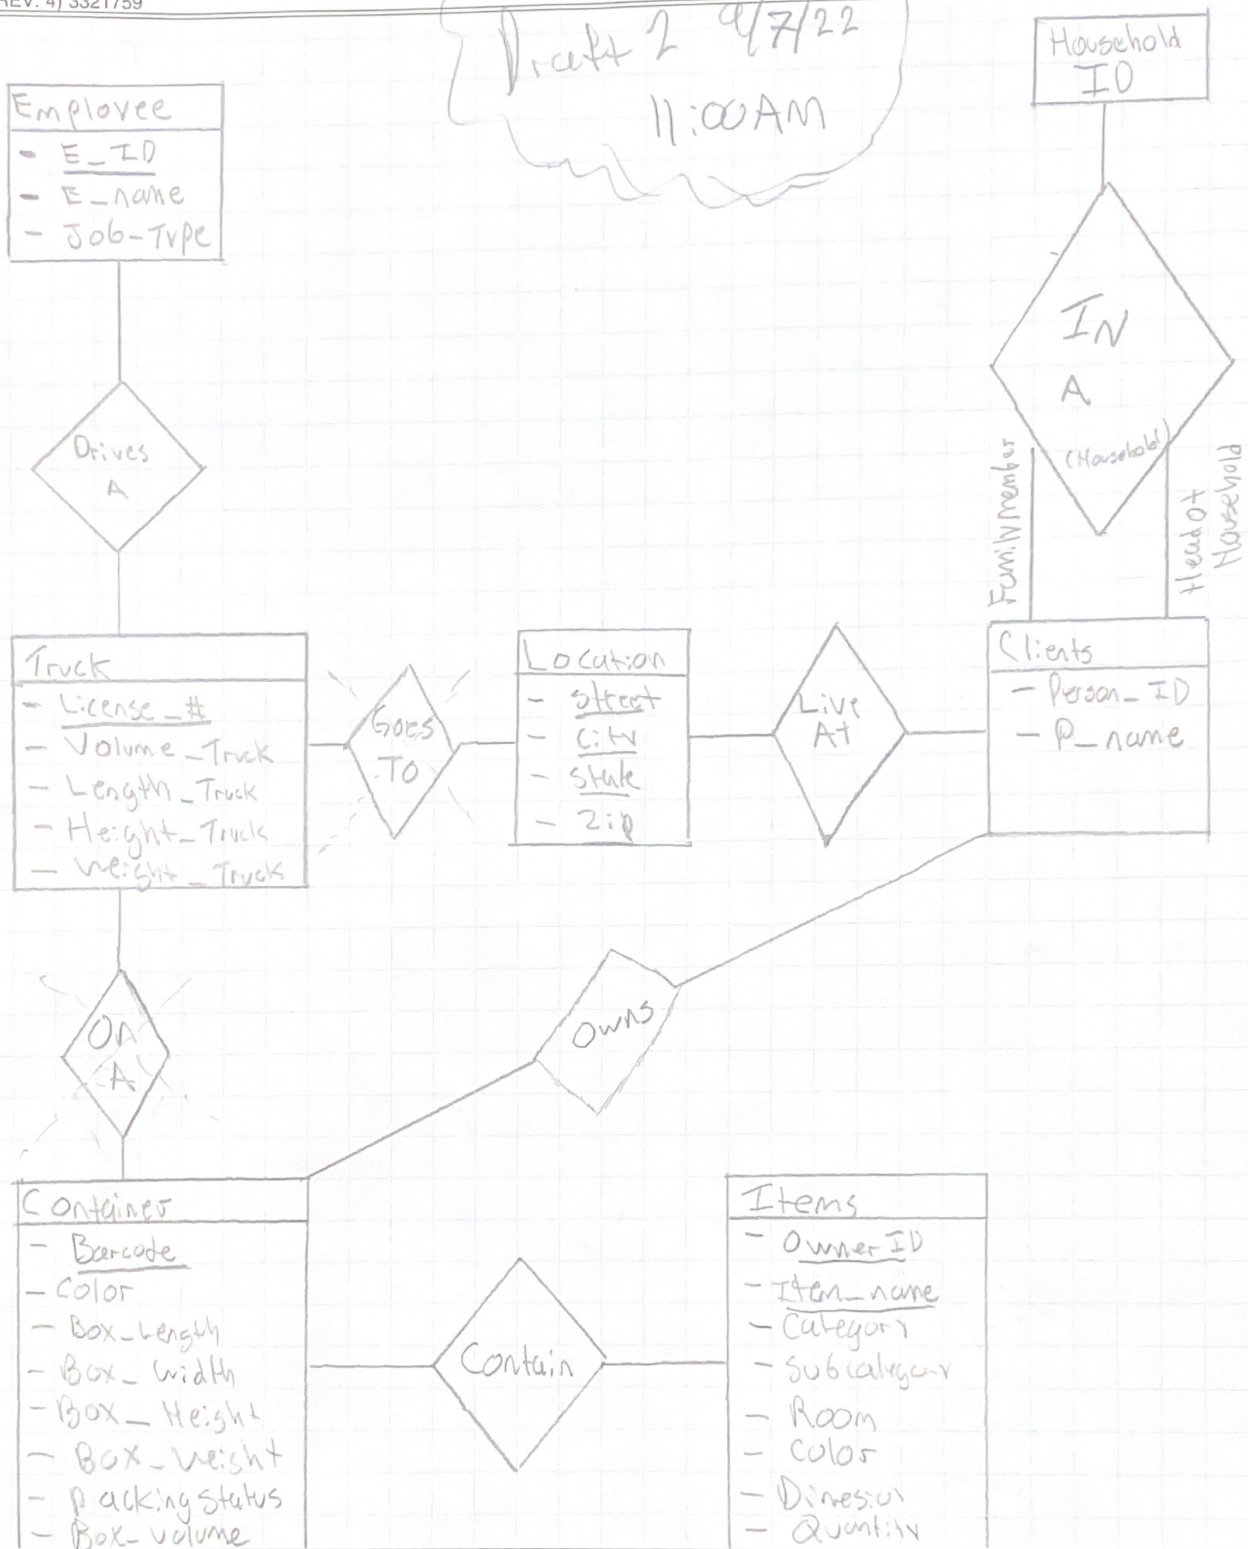 REV. 4) 3321759
Draft 2 9/7/22
11:00AM
Household
ID
Employee
- E_ID
- E_name
- Job-Type
IN
A
(Household)
Drives
A
Family member
Head of
Household
Truck
- License_#
- Volume_Truck
- Length_Truck
- Height_Truck
- Weight_Truck
Goes
To
Location
- Street
- City
- State
- Zip
Live
At
Clients
- Person_ID
- P_name
On
A
Owns
Container
- Barcode
- Color
- Box_Length
- Box_Width
- Box_Height
- Box_Weight
- Packing Status
- Box_volume
Contain
Items
- Owner ID
- Item_name
- Category
- Subcategory
- Room
- Color
- Dimesion
- Quantity